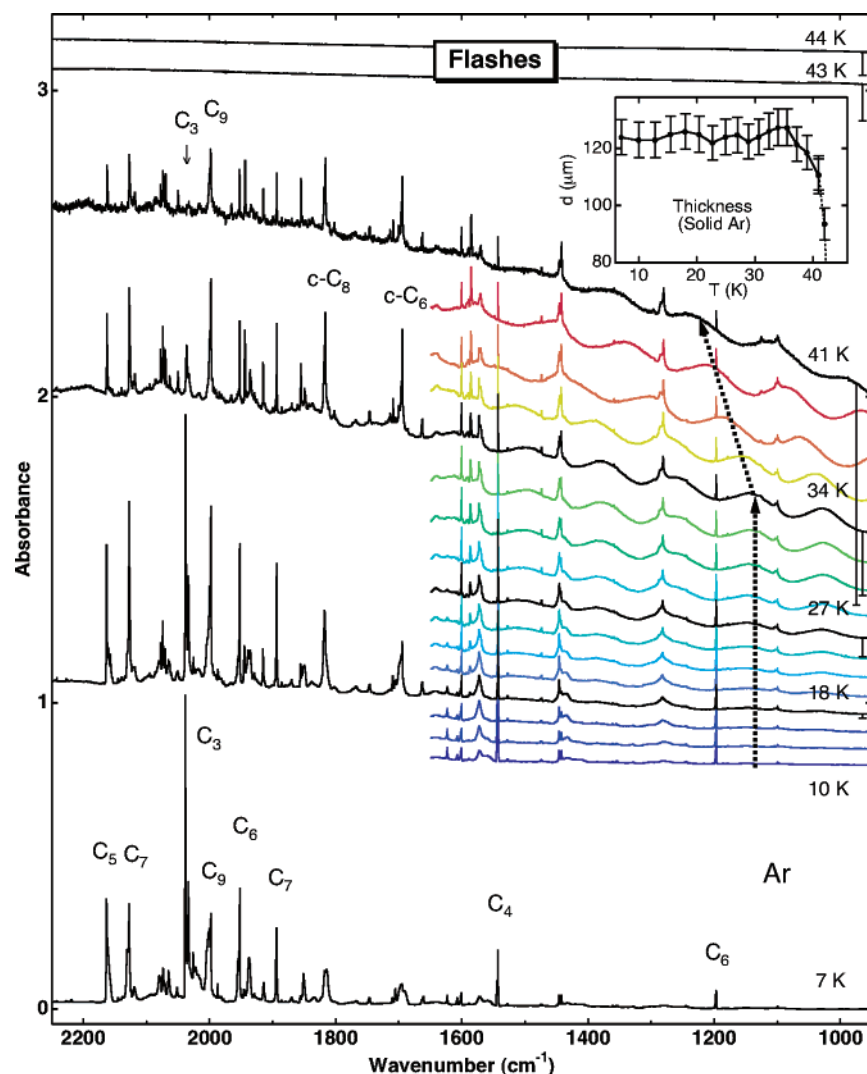 44 K
Flashes
43 K
3
C3 C9
120
100
80
d (μm)
Thickness
(Solid Ar)
10 20 30 40
T (K)
c-C8
c-C6
41 K
2
34 K
Absorbance
27 K
18 K
1
C3
10 K
C5 C7
C6
C9
C7
C4
Ar
C6
7 K
0
2200 2000 1800 1600 1400 1200 1000
Wavenumber (cm-1)